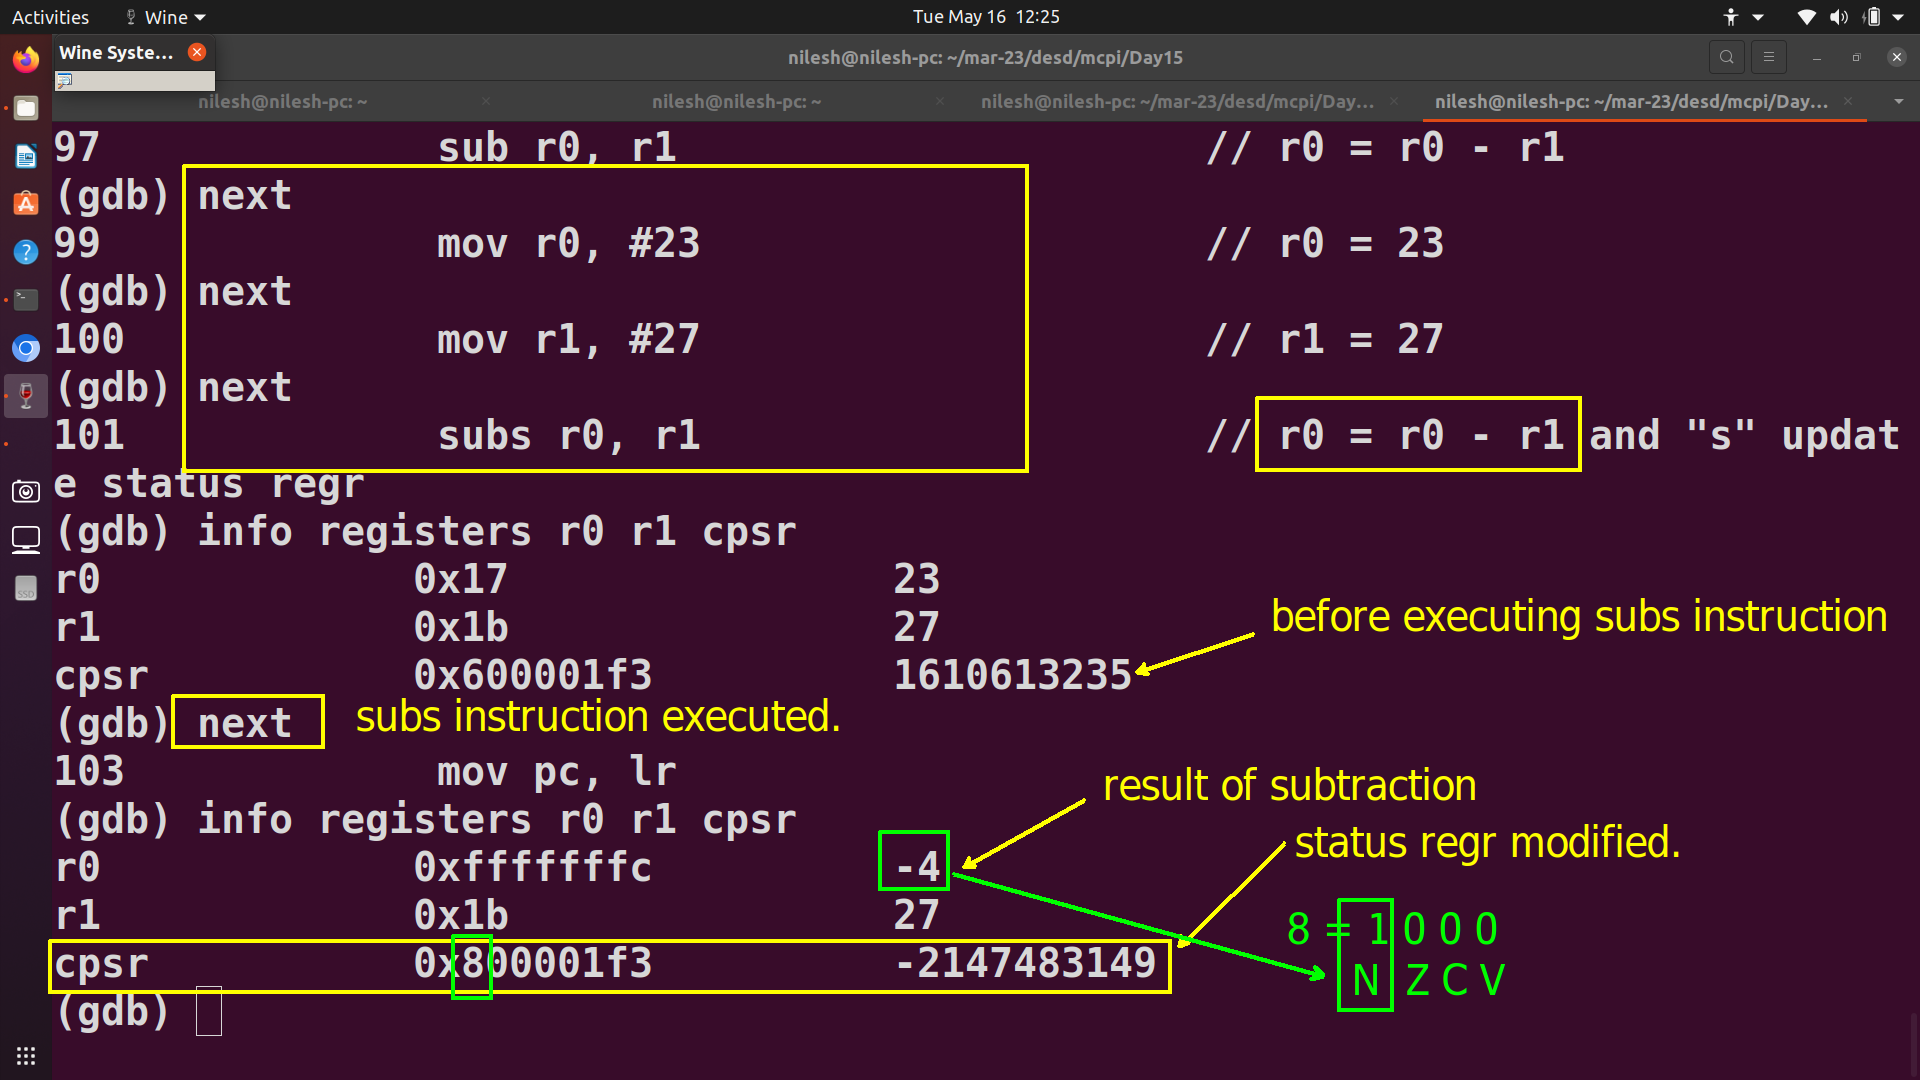 Activities Wine Tue May 16 12:25
Wine Syste...
nilesh@nilesh-pc: ~/mar-23/desd/mcpi/Day15
nilesh@nilesh-pc: ~ nilesh@nilesh-pc: ~ nilesh@nilesh-pc: ~/mar-23/desd/mcpi/Day... nilesh@nilesh-pc: ~/mar-23/desd/mcpi/Day...
97 sub r0, r1 // r0 = r0 - r1
(gdb) next
99 mov r0, #23 // r0 = 23
(gdb) next
100 mov r1, #27 // r1 = 27
(gdb) next
101 subs r0, r1 // r0 = r0 - r1 and "s" updat
e status regr
(gdb) info registers r0 r1 cpsr
r0 0x17 23
before executing subs instruction
r1 0x1b 27
cpsr 0x600001f3 1610613235
(gdb) next subs instruction executed.
103 mov pc, lr
result of subtraction
(gdb) info registers r0 r1 cpsr
status regr modified.
r0 0xfffffffc -4
r1 0x1b 27
8 = 1 0 0 0
cpsr 0x800001f3 -2147483149
N Z C V
(gdb)
SSD